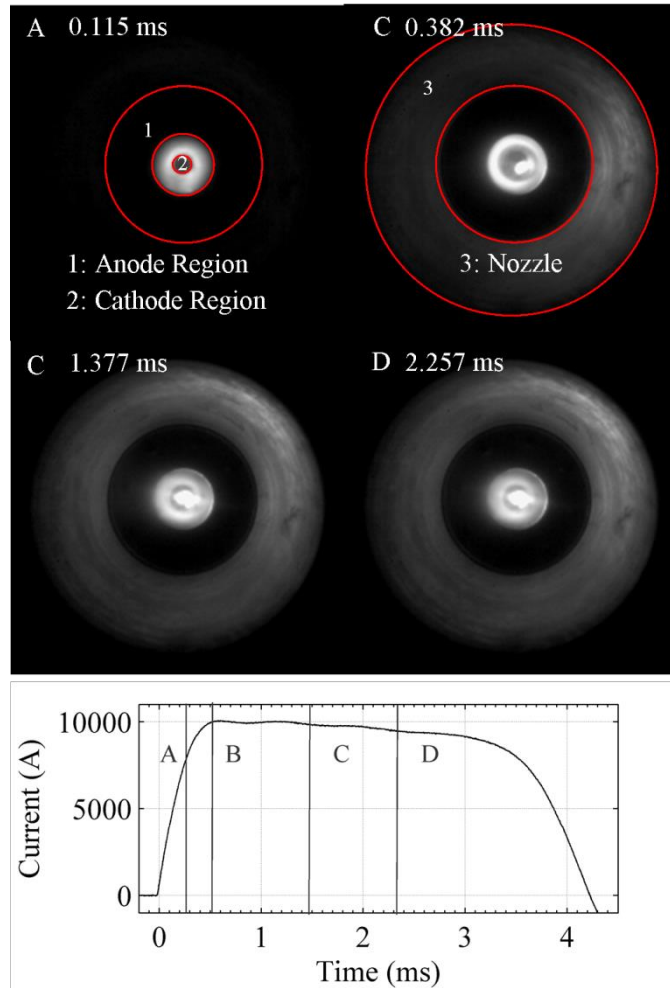 A 0.115 ms
1
2
1: Anode Region
2: Cathode Region
C 0.382 ms
3
3: Nozzle
C 1.377 ms
D 2.257 ms
10000
5000
0
Current (A)
A B C D
0 1 2 3 4
Time (ms)